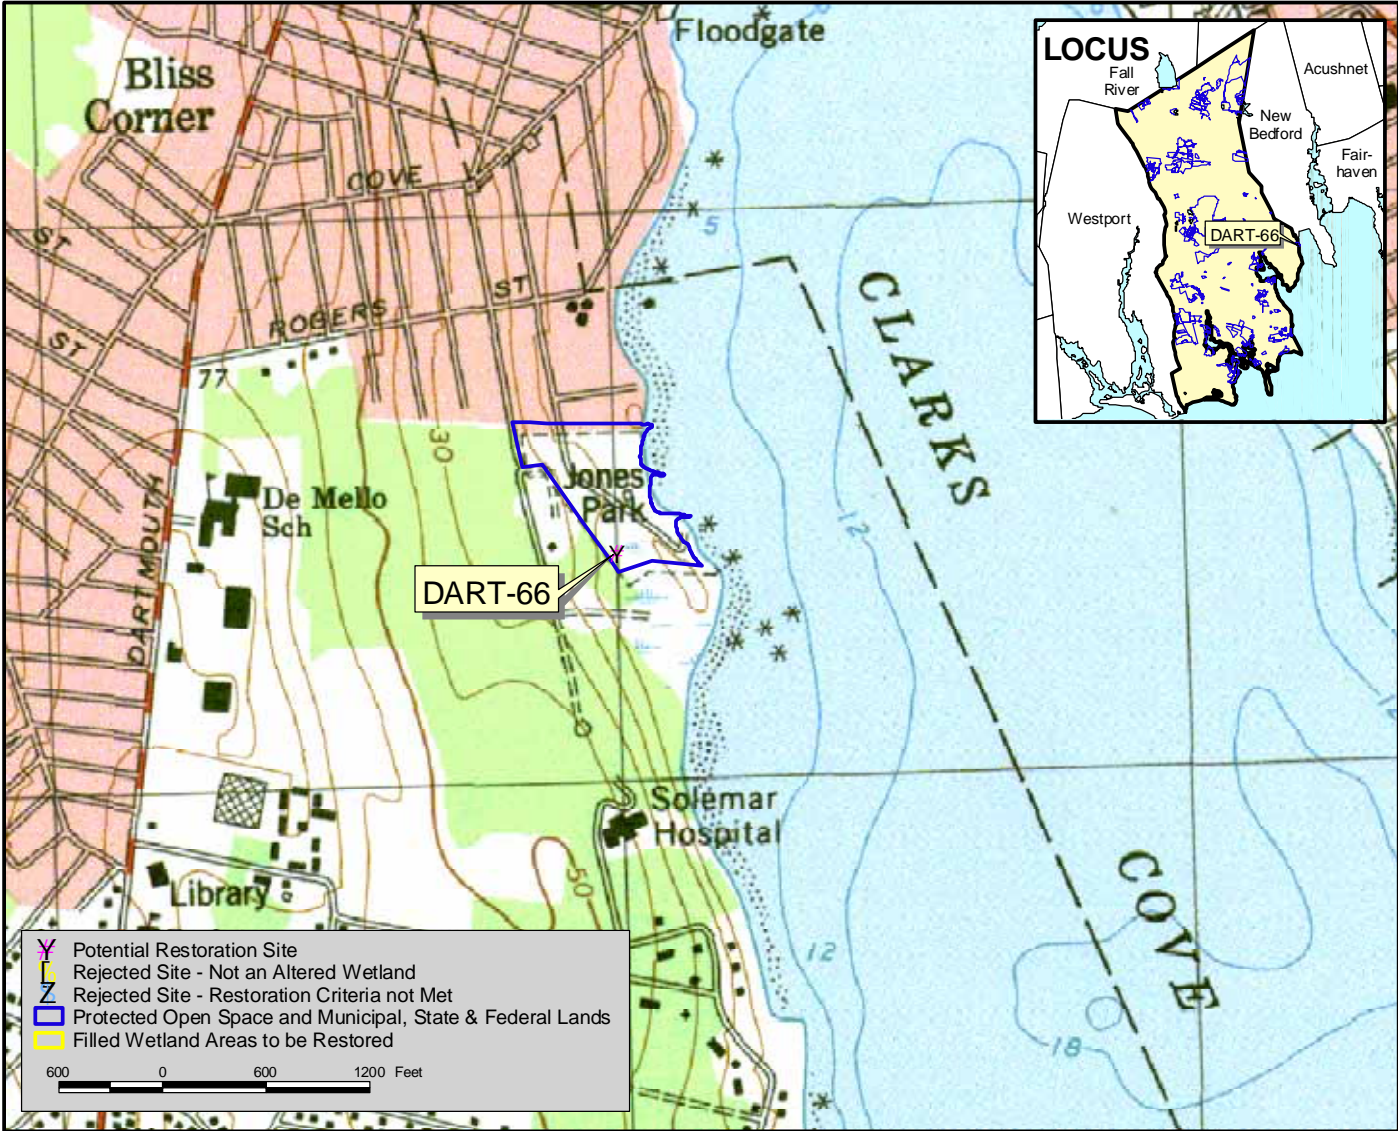 Floodgate
Bliss
Corner
COVE
ST
5
ROGERS
ST
ST
77
CLARKS
30
Jones
Park
De Mello
Sch
12
DARTMOUTH
DART-66
Solemar
Hospital
50
Library
COVE
12
18
LOCUS
Fall
River
Acushnet
New
Bedford
Fair-
haven
Westport
DART-66
Potential Restoration Site
Rejected Site - Not an Altered Wetland
Rejected Site - Restoration Criteria not Met
Protected Open Space and Municipal, State & Federal Lands
Filled Wetland Areas to be Restored
600 0 600 1200 Feet